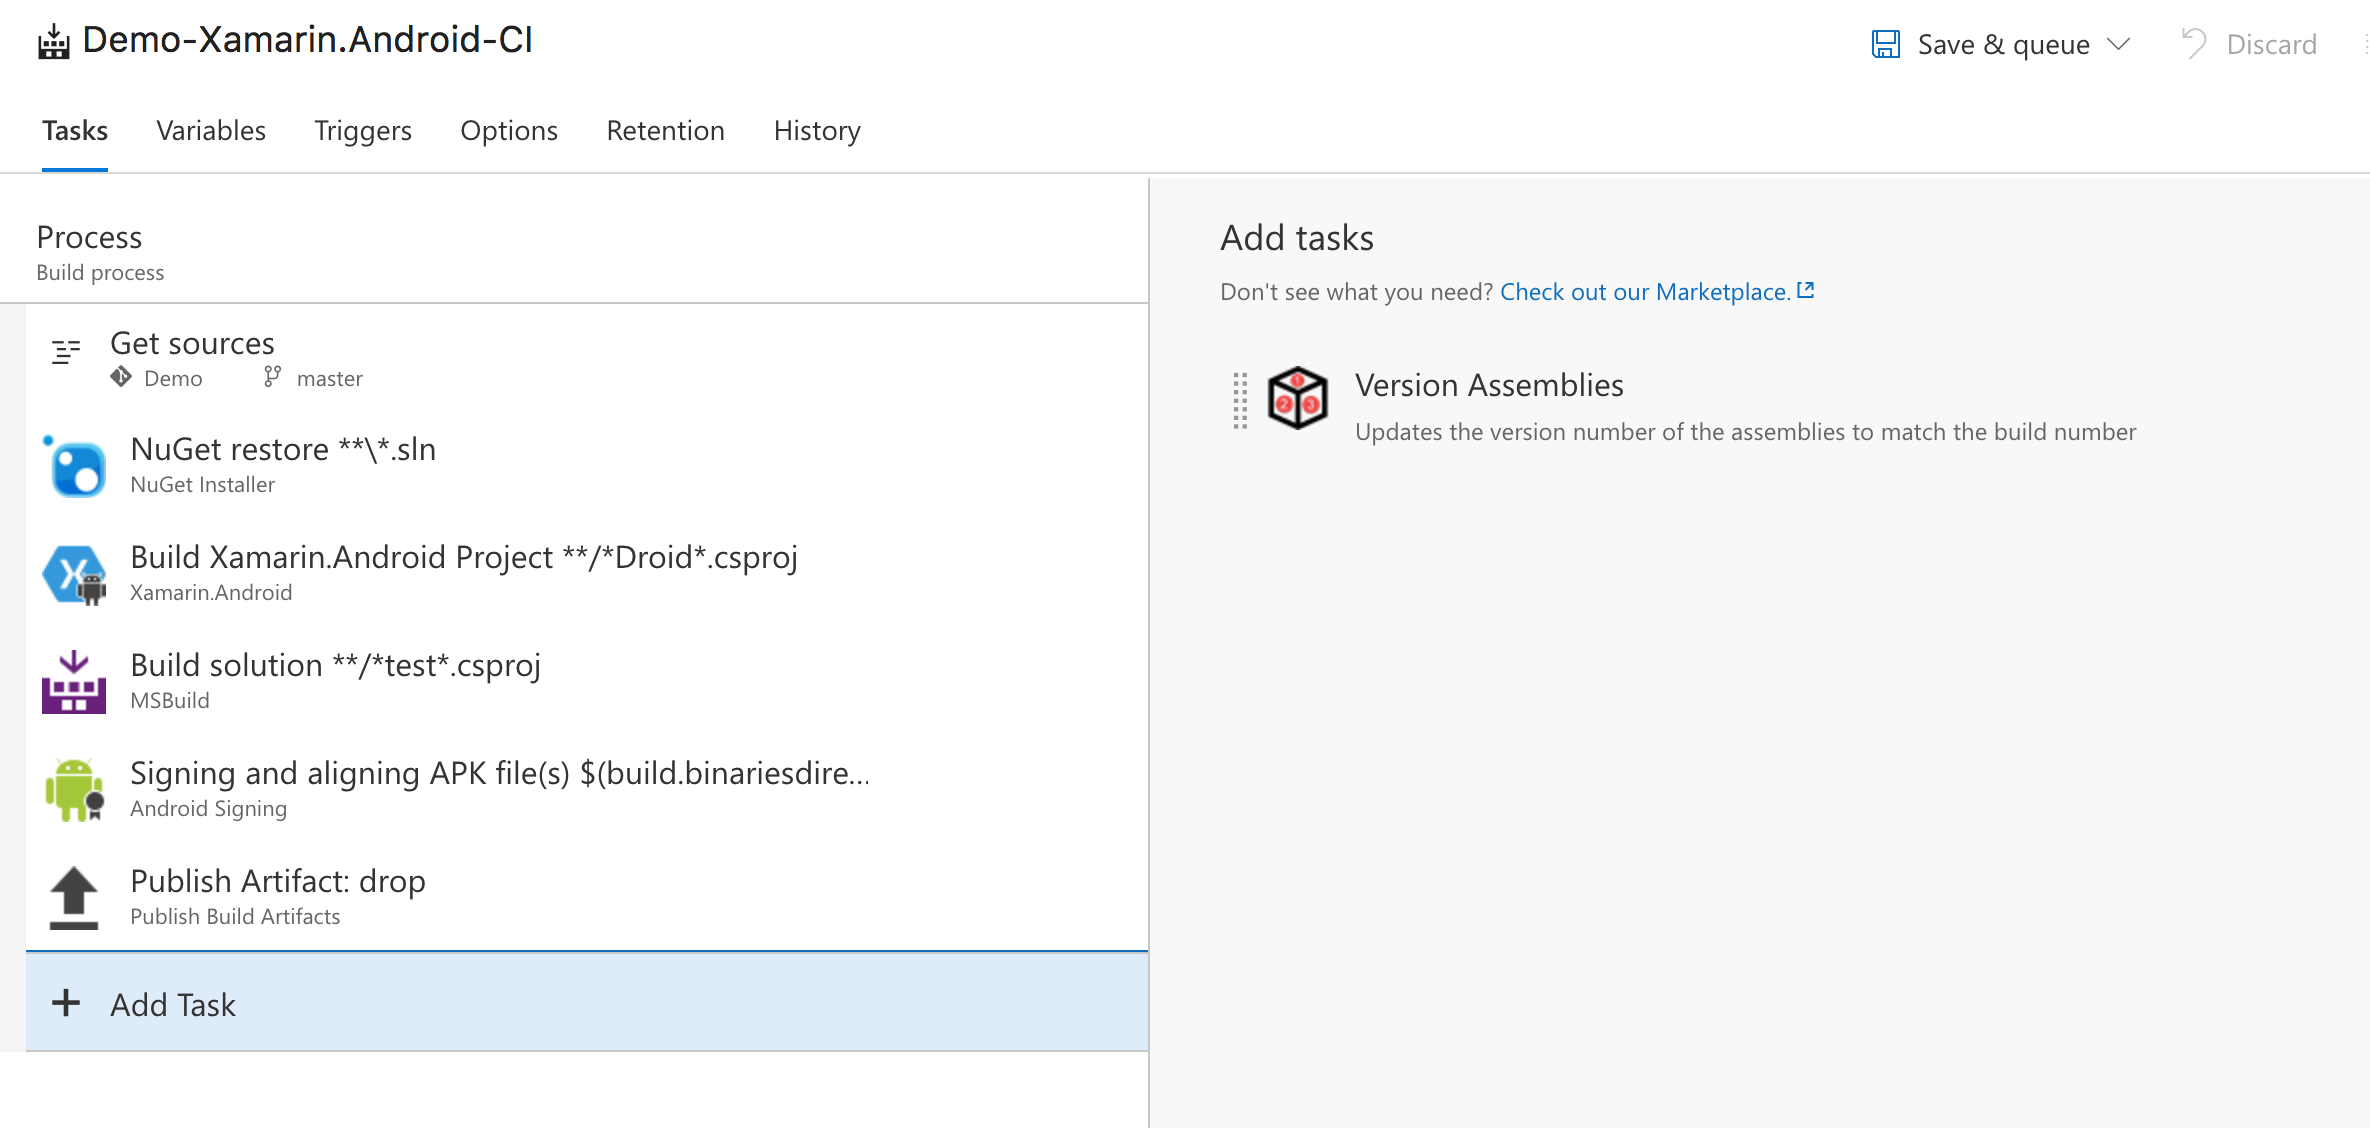 Demo-Xamarin.Android-CI
Save & queue
Discard
Tasks
Variables
Triggers
Options
Retention
History
Process
Build process
Get sources
Demo
master
NuGet restore **\*.sln
NuGet Installer
Build Xamarin.Android Project **/*Droid*.csproj
Xamarin.Android
Build solution **/*test*.csproj
MSBuild
Signing and aligning APK file(s) $(build.binariesdire...
Android Signing
Publish Artifact: drop
Publish Build Artifacts
Add Task
Add tasks
Don't see what you need? Check out our Marketplace.
1
2 3
Version Assemblies
Updates the version number of the assemblies to match the build number